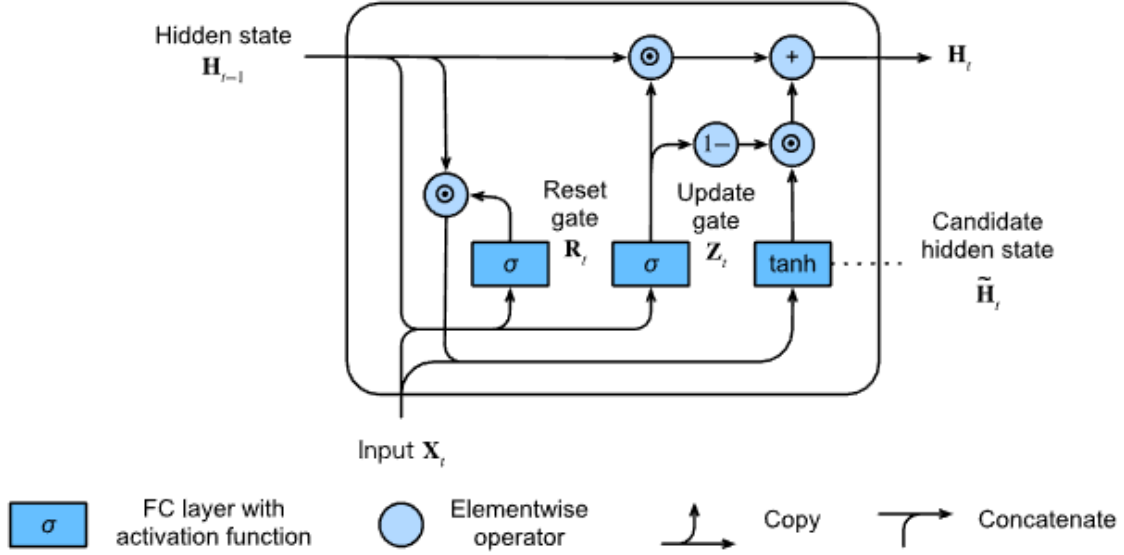 Hidden state
H_{t−1}
H_t
+
⊙
1−
⊙
⊙
Reset
gate
R_t
Update
gate
Z_t
σ
σ
tanh
Candidate
hidden state
H̃_t
Input X_t
σ
FC layer with
activation function
Elementwise
operator
Copy
Concatenate